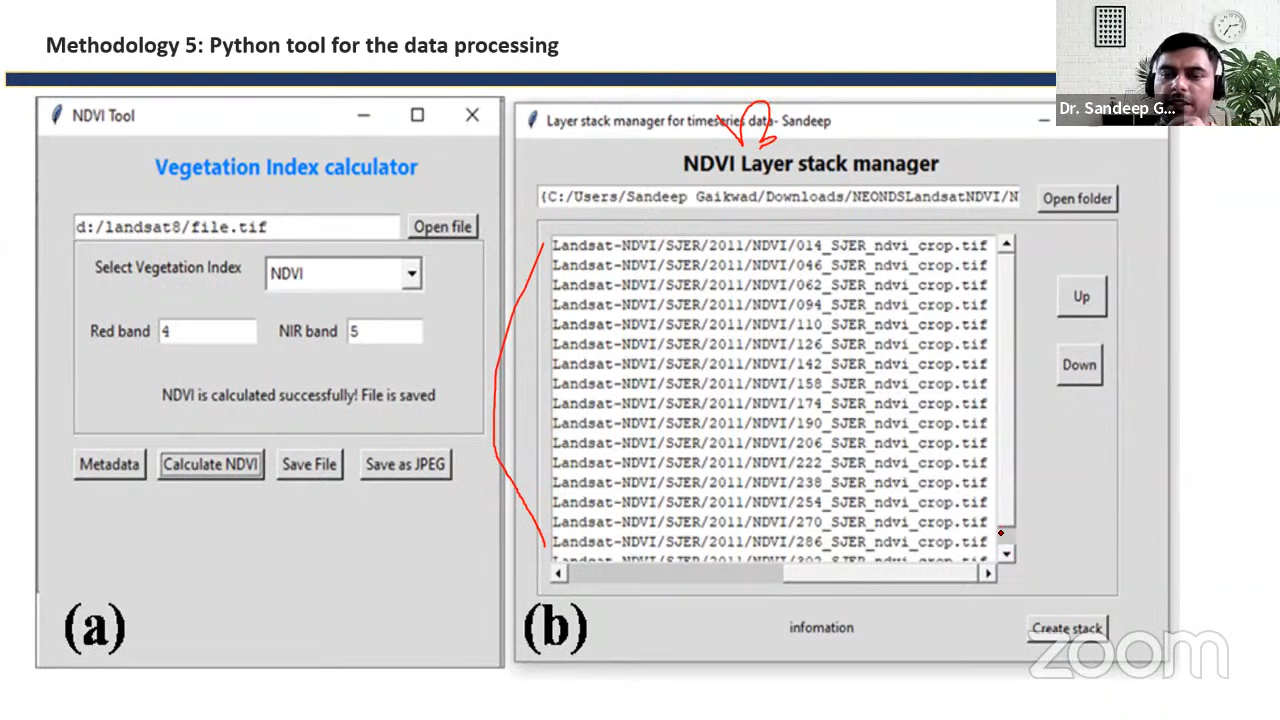 Methodology 5: Python tool for the data processing
Dr. Sandeep G...
NDVI Tool
Vegetation Index calculator
d:/landsat8/file.tif
Open file
Select Vegetation Index
NDVI
Red band 4 NIR band 5
NDVI is calculated successfully! File is saved
Metadata Calculate NDVI Save File Save as JPEG
(a)
Layer stack manager for timeseries data- Sandeep
NDVI Layer stack manager
{C:/Users/Sandeep Gaikwad/Downloads/NEONDSLandsatNDVI/N
Open folder
Landsat-NDVI/SJER/2011/NDVI/014_SJER_ndvi_crop.tif
Landsat-NDVI/SJER/2011/NDVI/046_SJER_ndvi_crop.tif
Landsat-NDVI/SJER/2011/NDVI/062_SJER_ndvi_crop.tif
Landsat-NDVI/SJER/2011/NDVI/094_SJER_ndvi_crop.tif
Landsat-NDVI/SJER/2011/NDVI/110_SJER_ndvi_crop.tif
Landsat-NDVI/SJER/2011/NDVI/126_SJER_ndvi_crop.tif
Landsat-NDVI/SJER/2011/NDVI/142_SJER_ndvi_crop.tif
Landsat-NDVI/SJER/2011/NDVI/158_SJER_ndvi_crop.tif
Landsat-NDVI/SJER/2011/NDVI/174_SJER_ndvi_crop.tif
Landsat-NDVI/SJER/2011/NDVI/190_SJER_ndvi_crop.tif
Landsat-NDVI/SJER/2011/NDVI/206_SJER_ndvi_crop.tif
Landsat-NDVI/SJER/2011/NDVI/222_SJER_ndvi_crop.tif
Landsat-NDVI/SJER/2011/NDVI/238_SJER_ndvi_crop.tif
Landsat-NDVI/SJER/2011/NDVI/254_SJER_ndvi_crop.tif
Landsat-NDVI/SJER/2011/NDVI/270_SJER_ndvi_crop.tif
Landsat-NDVI/SJER/2011/NDVI/286_SJER_ndvi_crop.tif
Landsat-NDVI/SJER/2011/NDVI/302_SJER_ndvi_crop.tif
Up
Down
(b)
infomation
Create stack
zoom